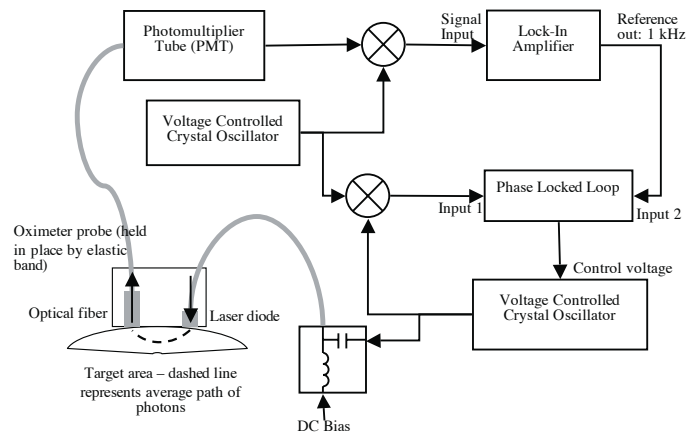 Photomultiplier
Tube (PMT)
Signal
Input
Lock-In
Amplifier
Reference
out: 1 kHz
Voltage Controlled
Crystal Oscillator
Phase Locked Loop
Input 1
Input 2
Oximeter probe (held
in place by elastic
band)
Control voltage
Optical fiber
Laser diode
Voltage Controlled
Crystal Oscillator
Target area – dashed line
represents average path of
photons
DC Bias